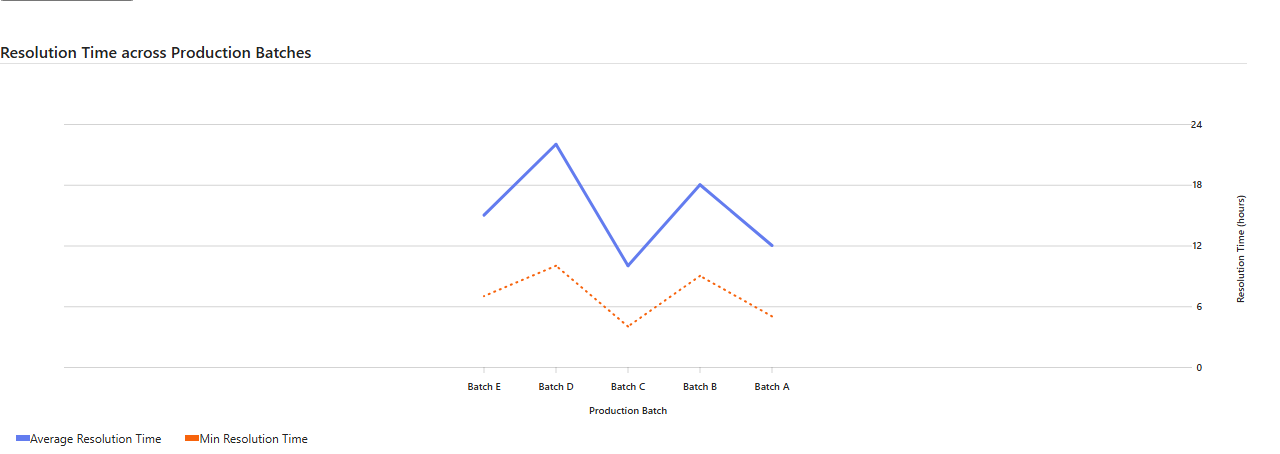 Resolution Time across Production Batches
24
18
12
6
0
Resolution Time (hours)
Batch E Batch D Batch C Batch B Batch A
Production Batch
Average Resolution Time Min Resolution Time